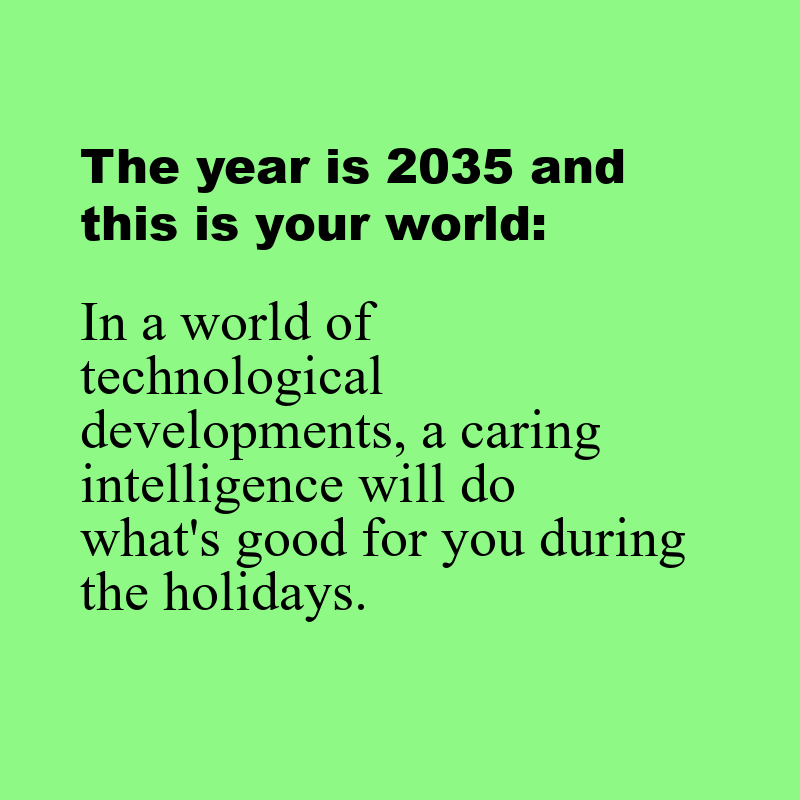 The year is 2035 and
this is your world:
In a world of
technological
developments, a caring
intelligence will do
what's good for you during
the holidays.